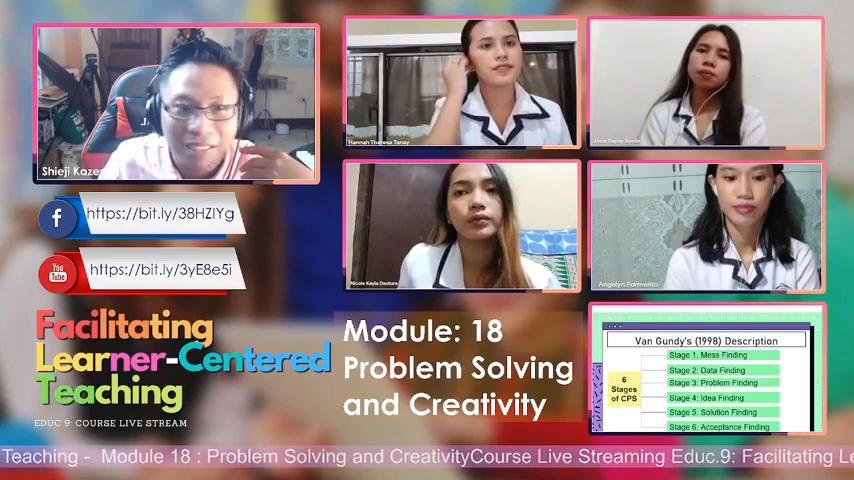 Shieji Kaze
Hannah Theresa Tanay
Nicole Kayle Destura
Angelyn Formento
https://bit.ly/38HZlYg
You
Tube
https://bit.ly/3yE8e5i
Facilitating
Learner-Centered
Teaching
EDUC 9: COURSE LIVE STREAM
Module: 18
Problem Solving
and Creativity
Van Gundy's (1998) Description
6
Stages
of CPS
Stage 1: Mess Finding
Stage 2: Data Finding
Stage 3: Problem Finding
Stage 4: Idea Finding
Stage 5: Solution Finding
Stage 6: Acceptance Finding
Teaching - Module 18 : Problem Solving and CreativityCourse Live Streaming Educ.9: Facilitating Le